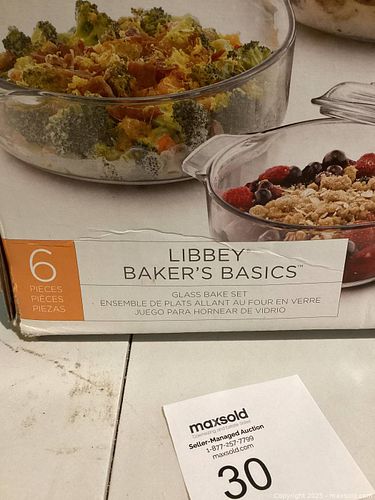 6
PIECES
PIÈCES
PIEZAS
LIBBEY®
BAKER'S BASICS™
GLASS BAKE SET
ENSEMBLE DE PLATS ALLANT AU FOUR EN VERRE
JUEGO PARA HORNEAR DE VIDRIO
maxsold
Seller-Managed Auction
1-877-257-7799
maxsold.com
30
Copyright 2025 - maxsold.com